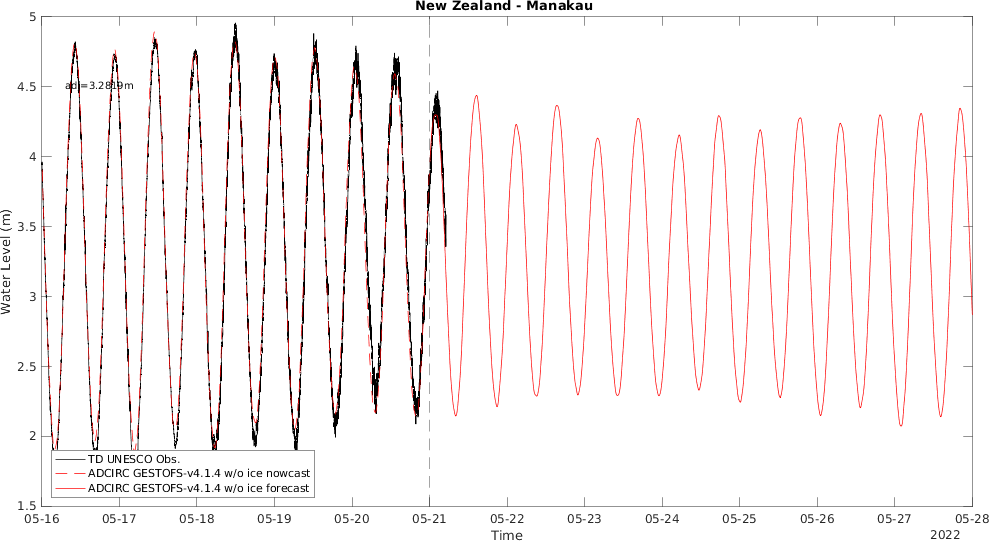 New Zealand - Manakau
5
4.5
4
3.5
3
2.5
2
1.5
Water Level (m)
adj=3.2819m
TD UNESCO Obs.
ADCIRC GESTOFS-v4.1.4 w/o ice nowcast
ADCIRC GESTOFS-v4.1.4 w/o ice forecast
05-16 05-17 05-18 05-19 05-20 05-21 05-22 05-23 05-24 05-25 05-26 05-27 05-28
Time
2022